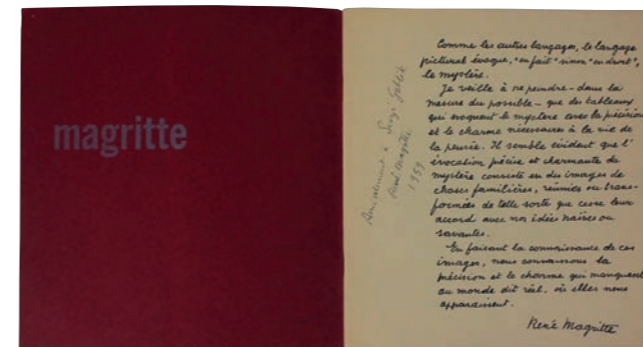 magritte
Amicalement à Suzi Gablik
René Magritte
1959
Comme les autres langages, le langage
pictural évoque, "en fait" sinon "en droit",
le mystère.
Je veille à ne peindre – dans la
mesure du possible – que des tableaux
qui évoquent le mystère avec la précision
et le charme nécessaires à la vie de
la pensée. Il semble évident que l'
évocation précise et charmante du
mystère consiste en des images de
choses familières, réunies ou trans-
formées de telle sorte que cesse leur
accord avec nos idées naïves ou
savantes.
En faisant la connaissance de ces
images, nous connaissons la
précision et le charme qui manquent
au monde dit réel, où elles nous
apparaissent.
René Magritte